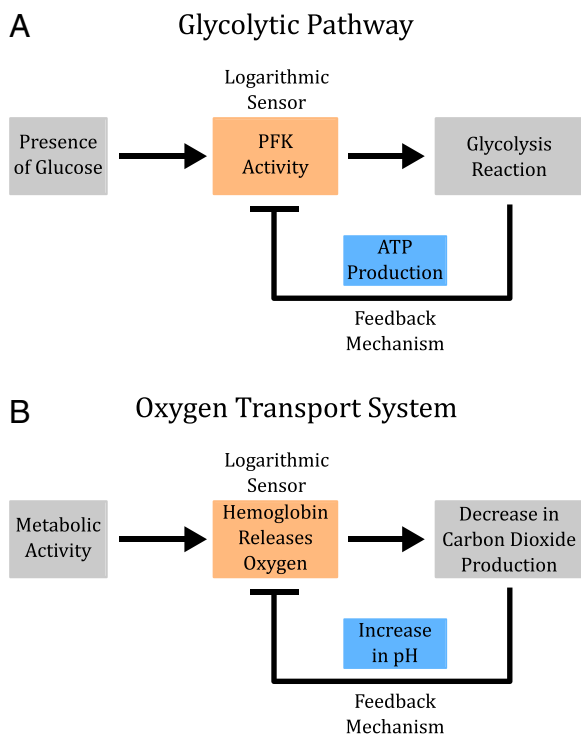 A
Glycolytic Pathway
Logarithmic
Sensor
Presence
of Glucose
PFK
Activity
Glycolysis
Reaction
ATP
Production
Feedback
Mechanism
B
Oxygen Transport System
Logarithmic
Sensor
Metabolic
Activity
Hemoglobin
Releases
Oxygen
Decrease in
Carbon Dioxide
Production
Increase
in pH
Feedback
Mechanism